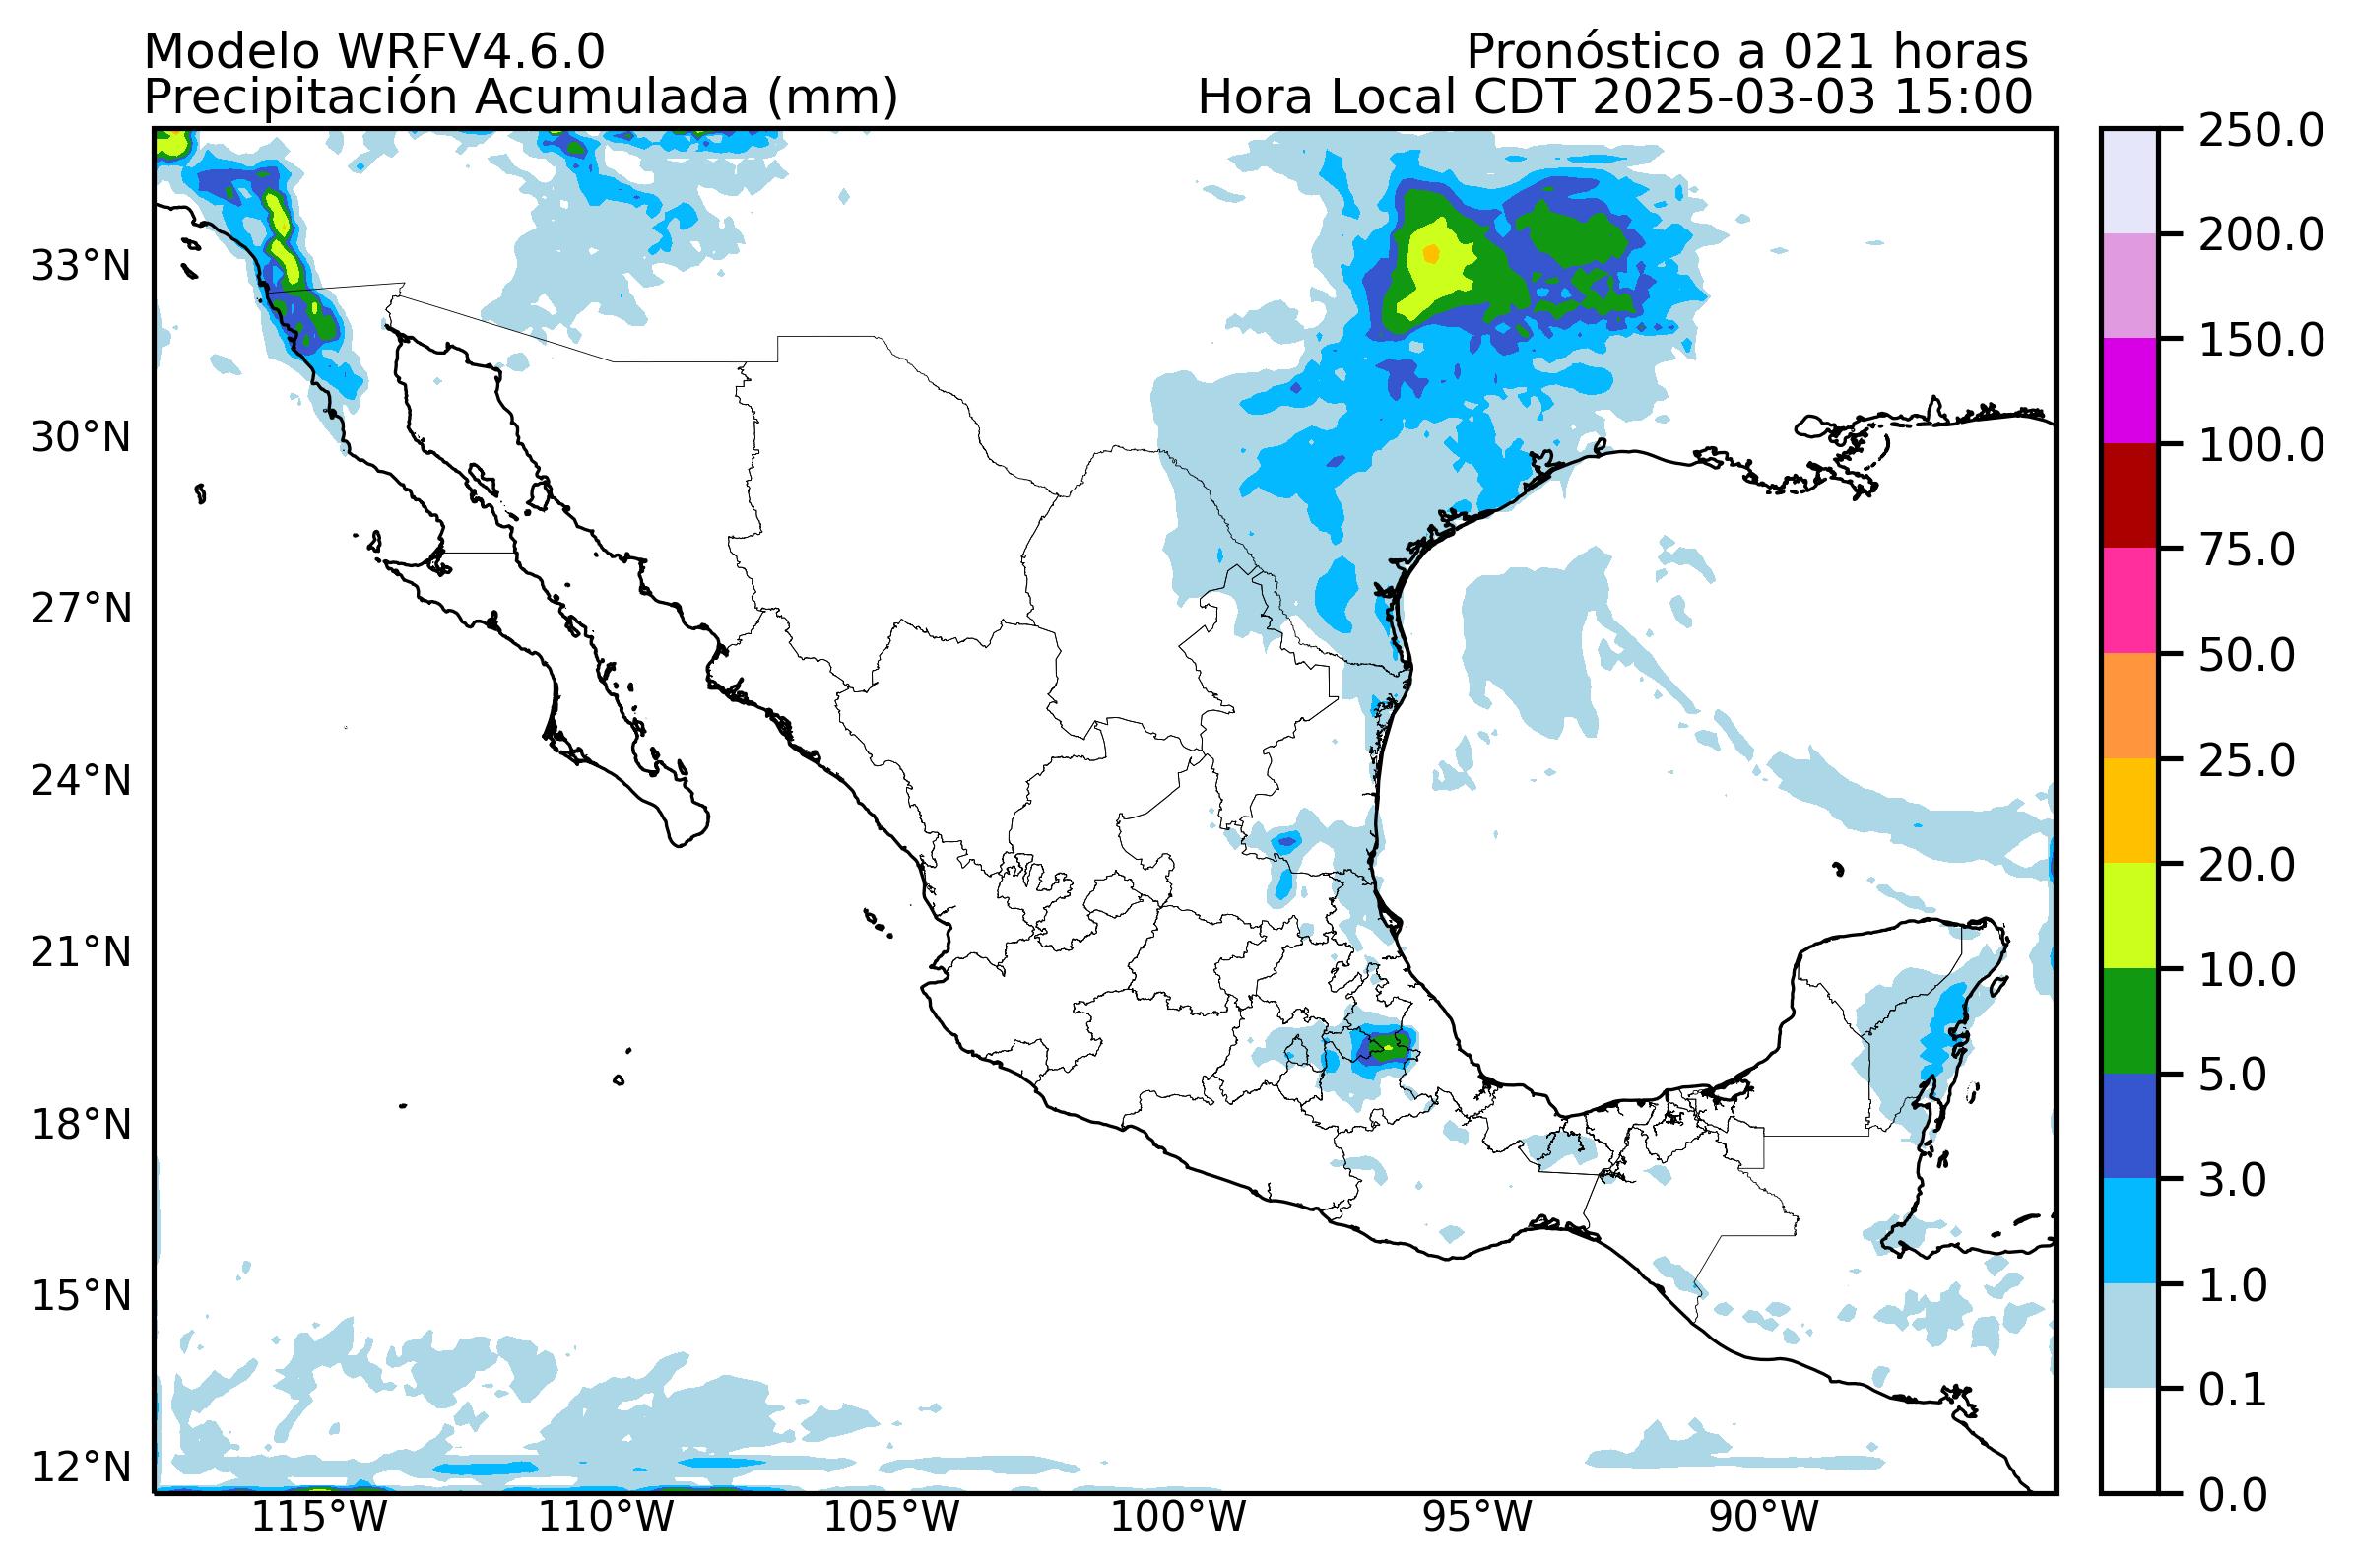 Modelo WRFV4.6.0
Pronóstico a 021 horas
Precipitación Acumulada (mm)
Hora Local CDT 2025-03-03 15:00
33°N
30°N
27°N
24°N
21°N
18°N
15°N
12°N
115°W
110°W
105°W
100°W
95°W
90°W
250.0
200.0
150.0
100.0
75.0
50.0
25.0
20.0
10.0
5.0
3.0
1.0
0.1
0.0